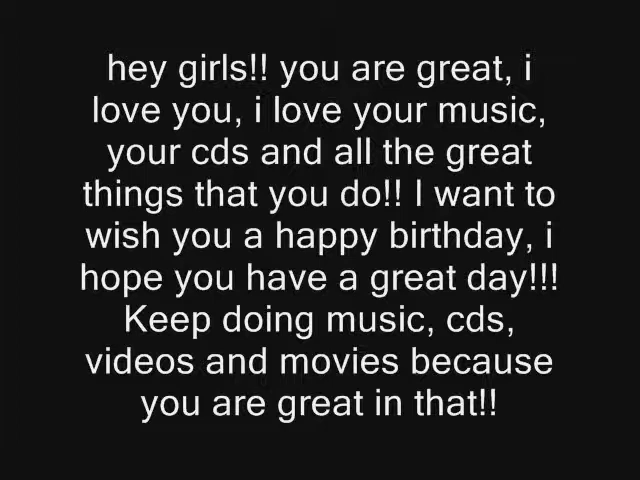 hey girls!! you are great, i
love you, i love your music,
your cds and all the great
things that you do!! I want to
wish you a happy birthday, i
hope you have a great day!!!
Keep doing music, cds,
videos and movies because
you are great in that!!